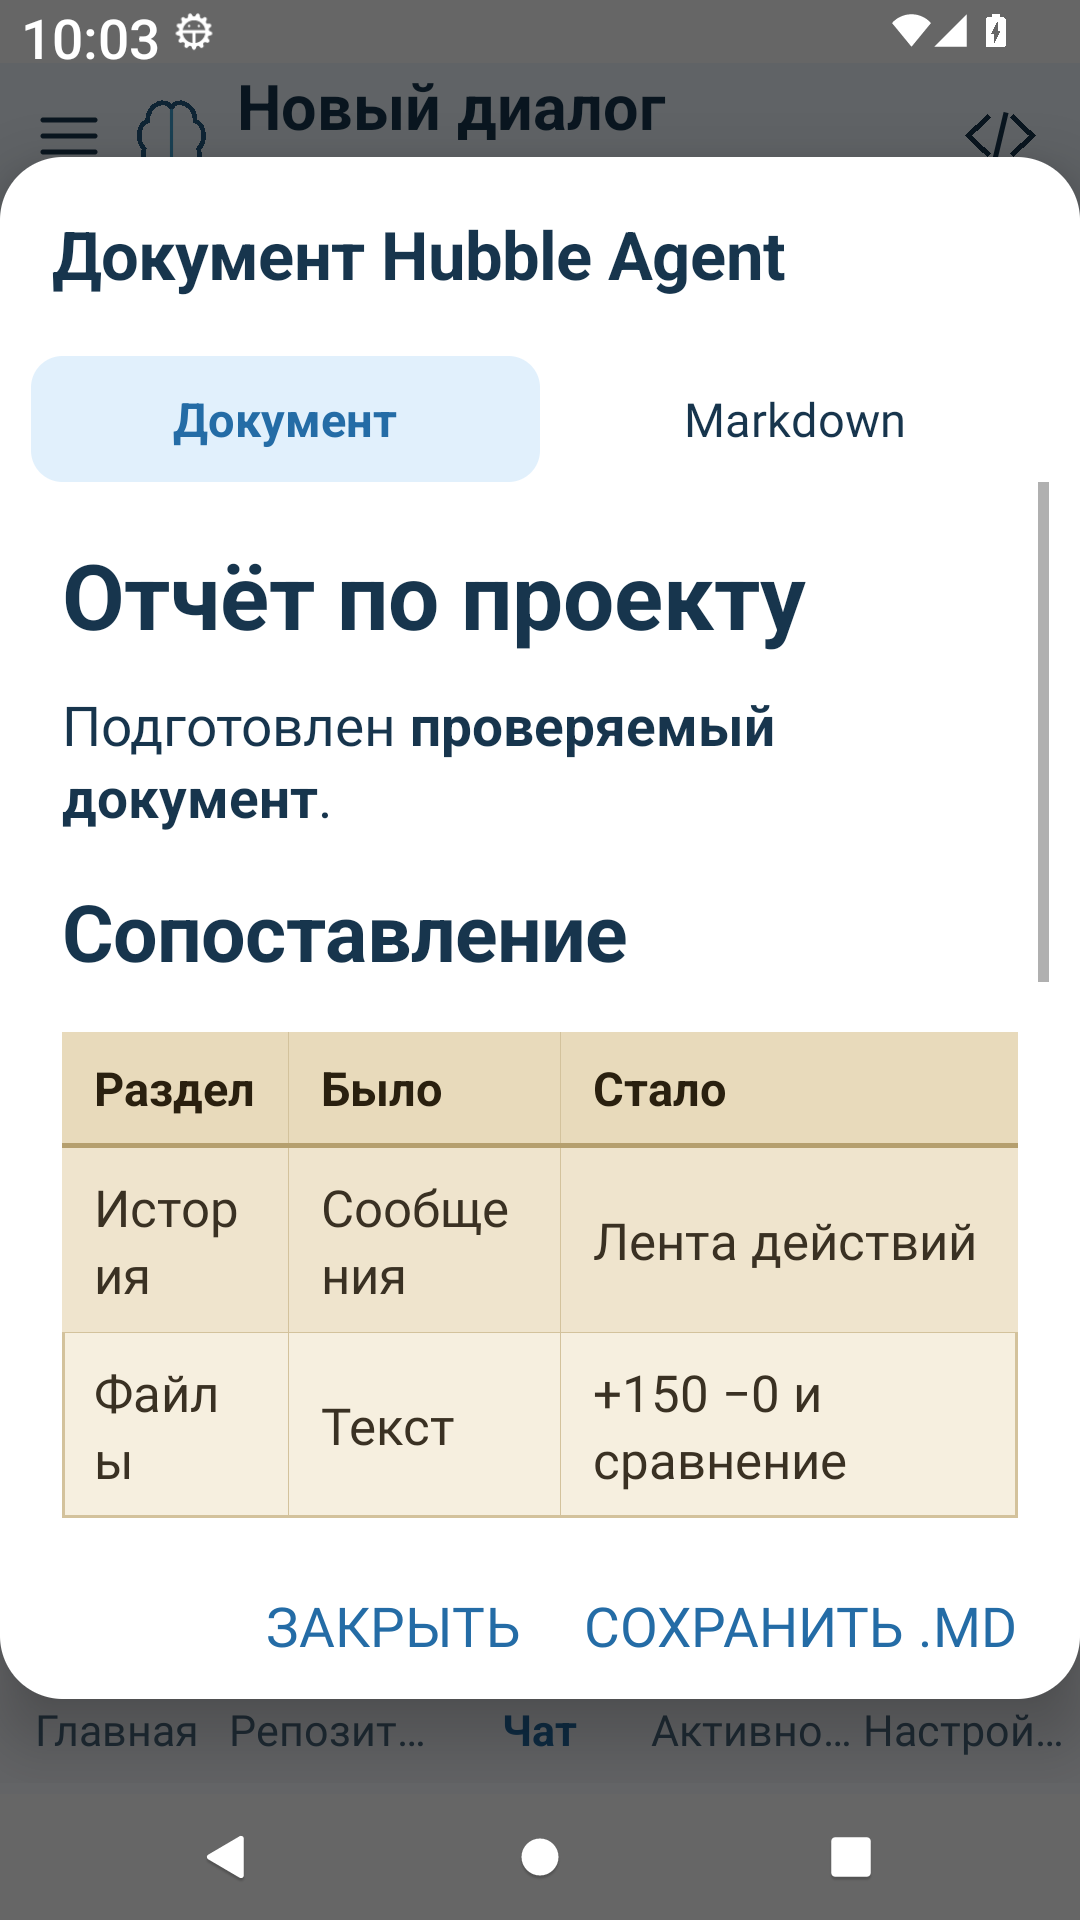 10:03
Новый диалог
Документ Hubble Agent
Документ
Markdown
Отчёт по проекту
Подготовлен проверяемый
документ.
Сопоставление
Раздел
Было
Стало
Истор
ия
Сообще
ния
Лента действий
Файл
ы
Текст
+150 −0 и
сравнение
ЗАКРЫТЬ
СОХРАНИТЬ .MD
Главная
Репозит...
Чат
Активно...
Настрой...